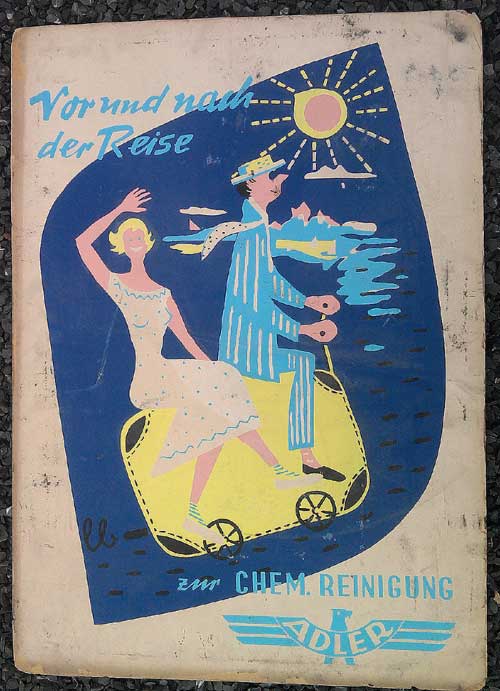 Vor und nach
der Reise
zur CHEM. REINIGUNG
ADLER